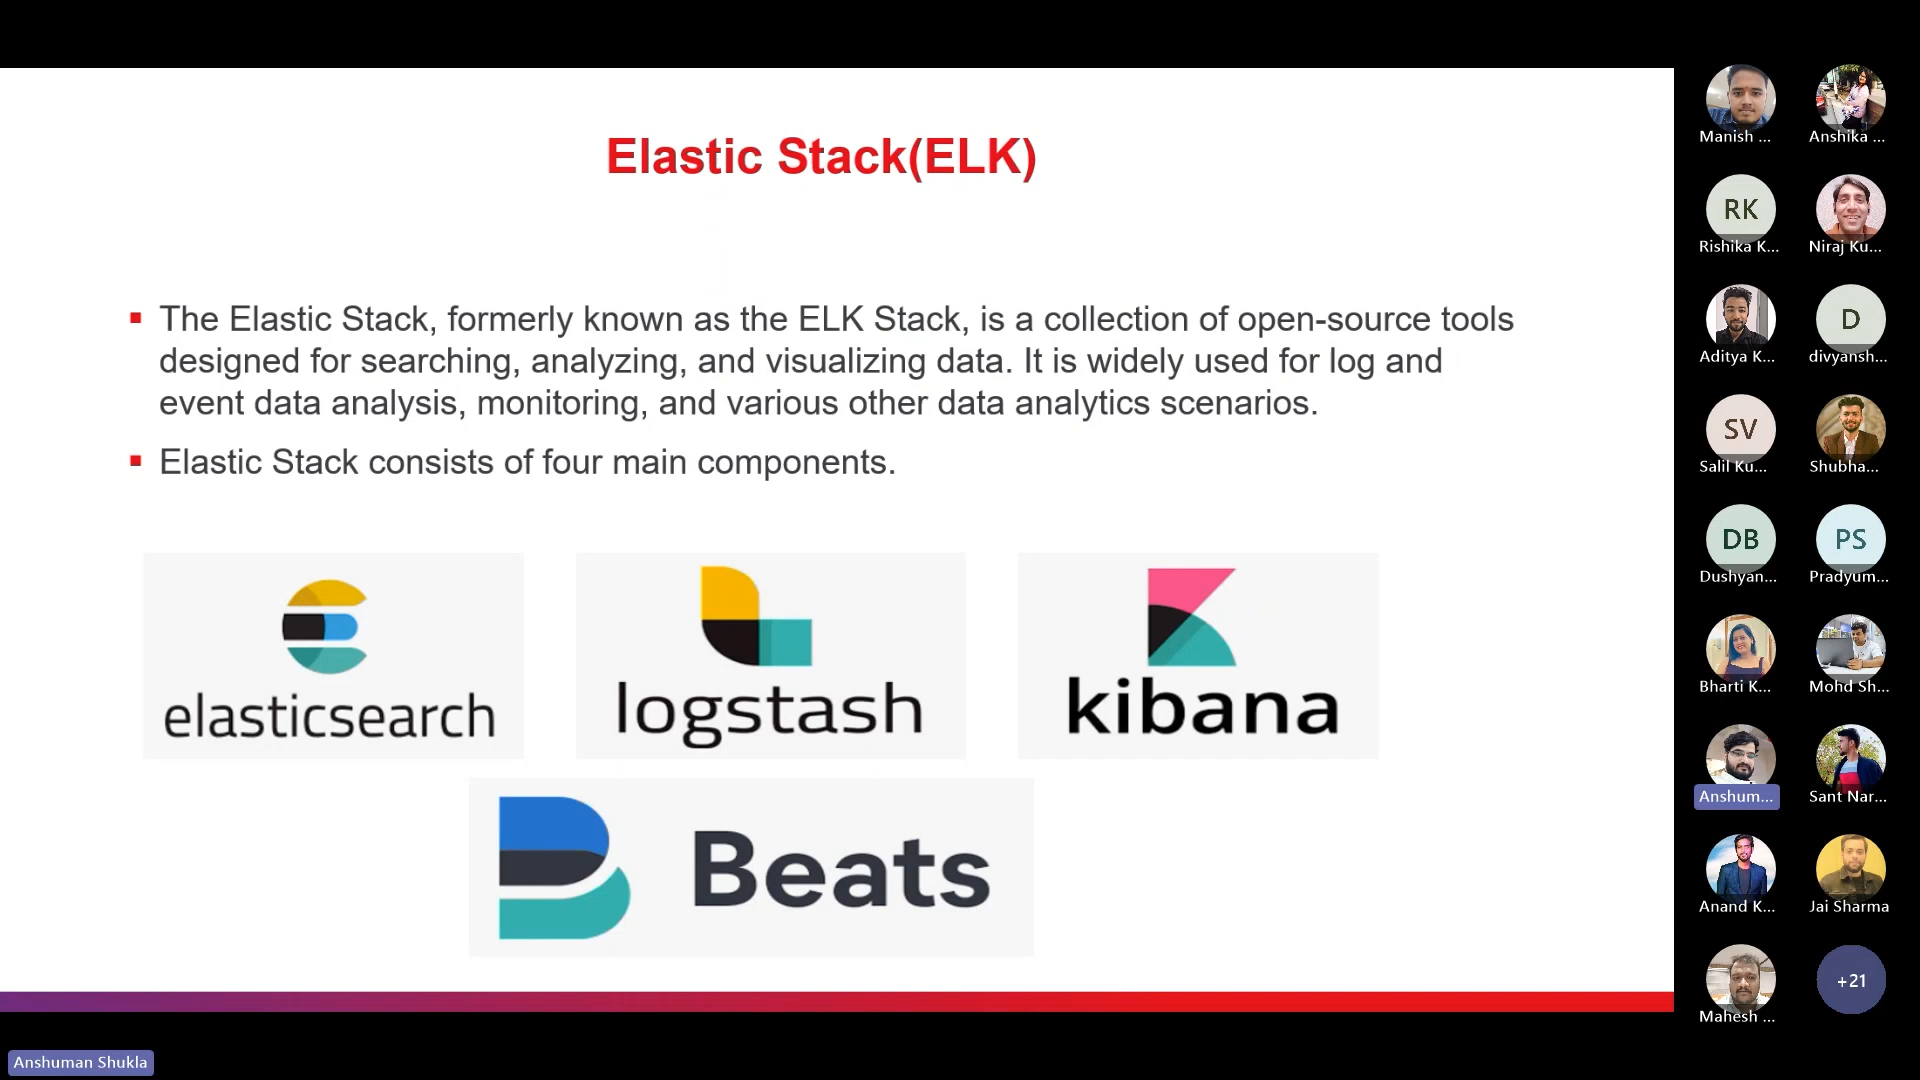 Elastic Stack(ELK)
▪ The Elastic Stack, formerly known as the ELK Stack, is a collection of open-source tools
designed for searching, analyzing, and visualizing data. It is widely used for log and
event data analysis, monitoring, and various other data analytics scenarios.
▪ Elastic Stack consists of four main components.
elasticsearch
logstash
kibana
Beats
Manish ...
Anshika ...
RK
Rishika K...
Niraj Ku...
Aditya K...
D
divyansh...
SV
Salil Ku...
Shubha...
DB
Dushyan...
PS
Pradyum...
Bharti K...
Mohd Sh...
Anshum...
Sant Nar...
Anand K...
Jai Sharma
Mahesh ...
+21
Anshuman Shukla